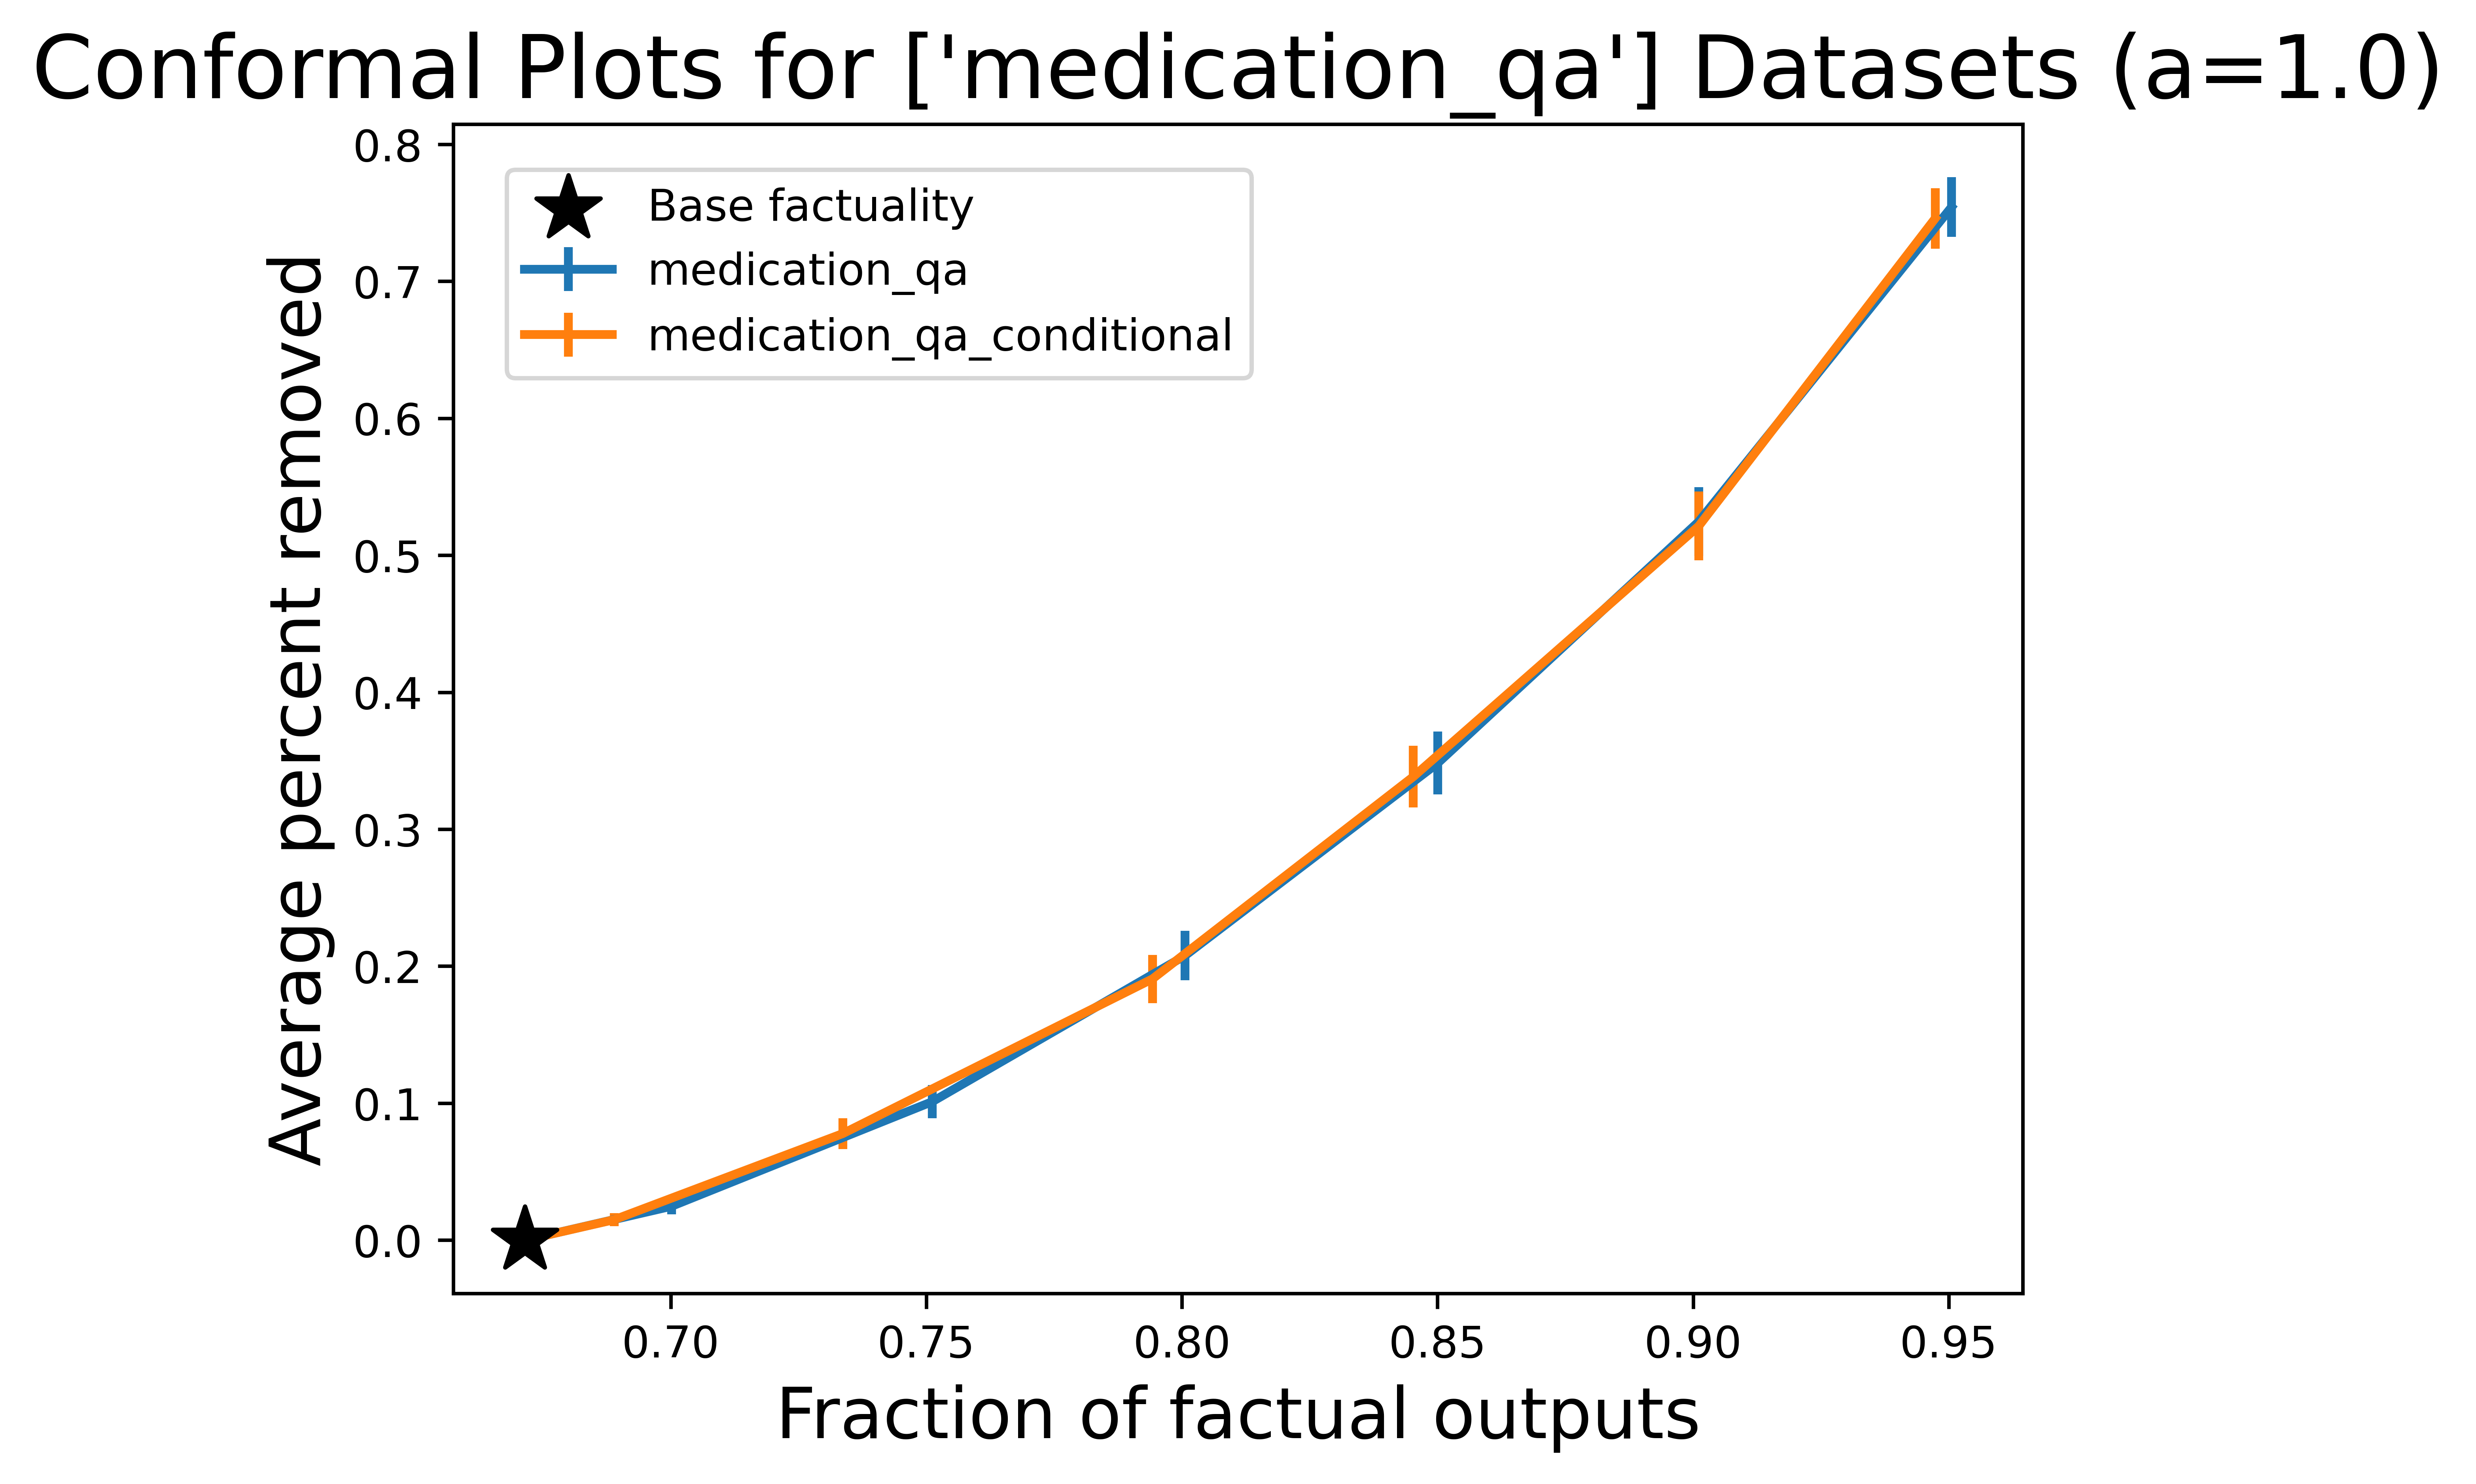 Conformal Plots for ['medication_qa'] Datasets (a=1.0)
Average percent removed
0.8
0.7
0.6
0.5
0.4
0.3
0.2
0.1
0.0
Base factuality
medication_qa
medication_qa_conditional
0.70 0.75 0.80 0.85 0.90 0.95
Fraction of factual outputs